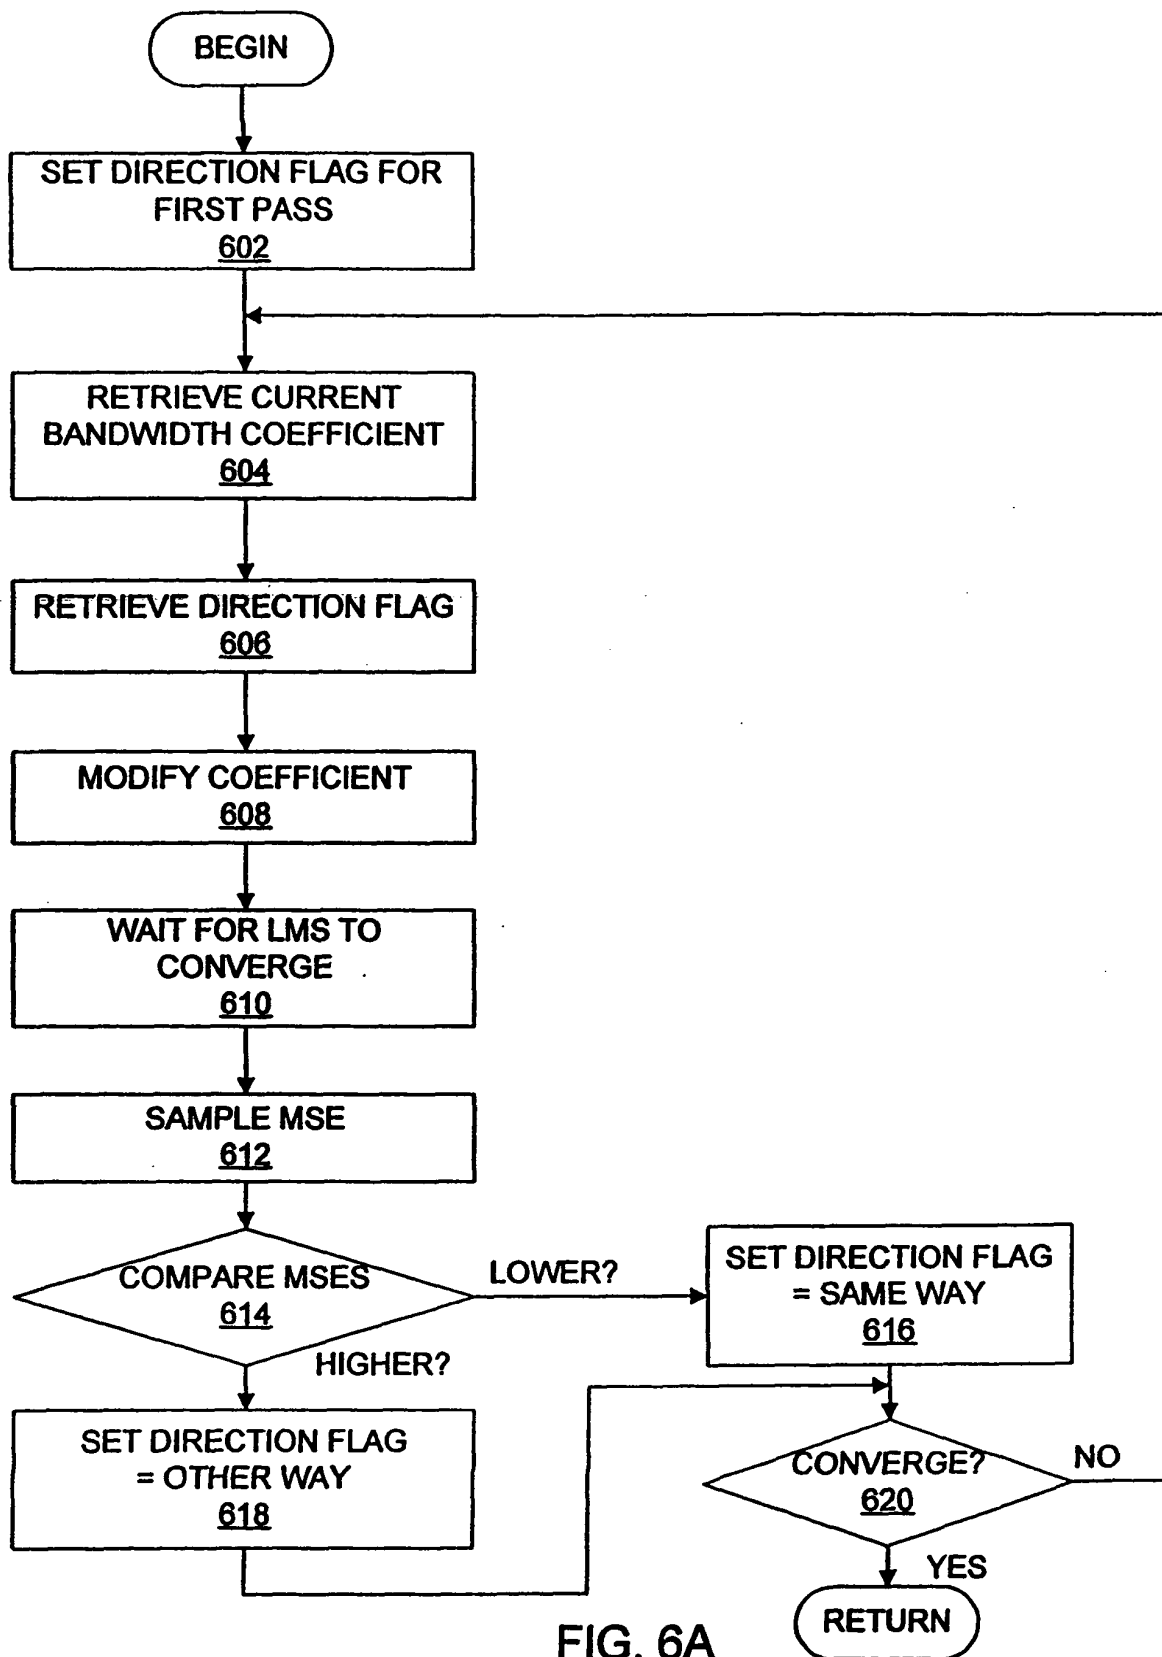 BEGIN
SET DIRECTION FLAG FOR
FIRST PASS
602
RETRIEVE CURRENT
BANDWIDTH COEFFICIENT
604
RETRIEVE DIRECTION FLAG
606
MODIFY COEFFICIENT
608
WAIT FOR LMS TO
CONVERGE
610
SAMPLE MSE
612
COMPARE MSES
614
LOWER?
HIGHER?
SET DIRECTION FLAG
= SAME WAY
616
SET DIRECTION FLAG
= OTHER WAY
618
CONVERGE?
620
NO
YES
RETURN
FIG. 6A